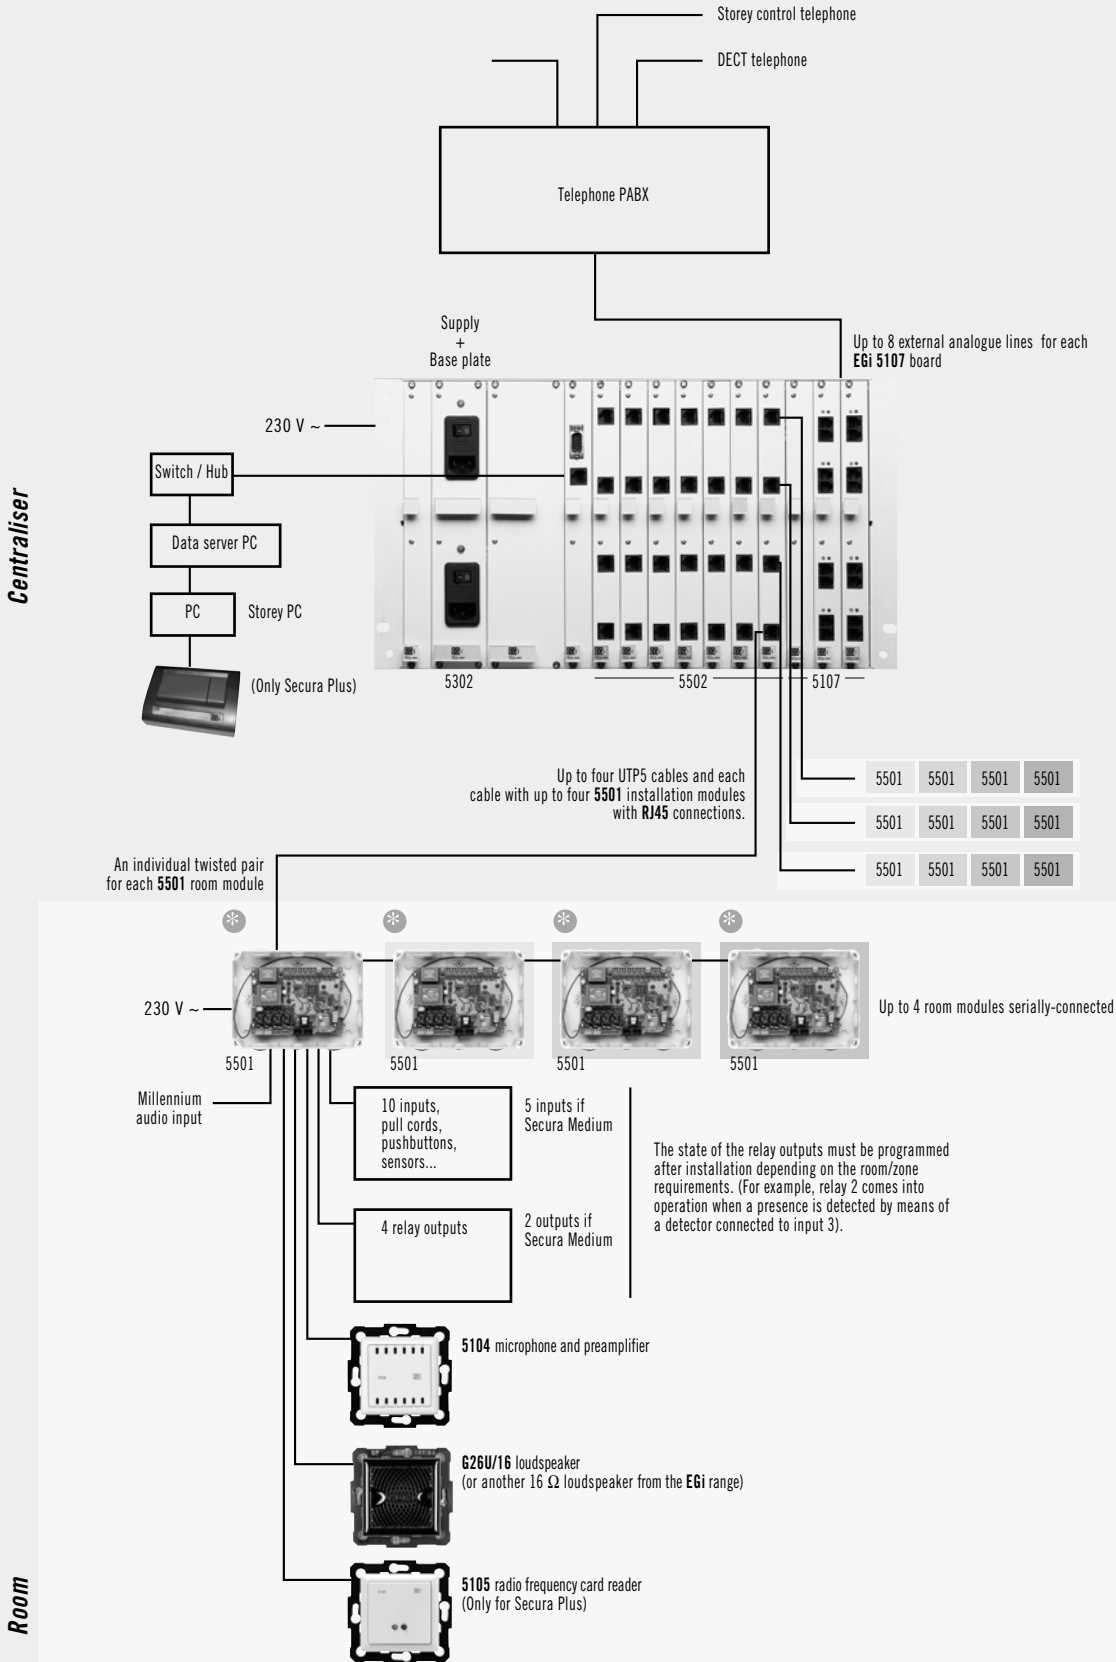 Storey control telephone
DECT telephone
Telephone PABX
Supply
+
Base plate
Up to 8 external analogue lines for each
EGi 5107 board
230 V ~
Switch / Hub
Data server PC
PC
Storey PC
(Only Secura Plus)
Centraliser
5302
5502
5107
Up to four UTP5 cables and each
cable with up to four 5501 installation modules
with RJ45 connections.
5501 5501 5501 5501
5501 5501 5501 5501
5501 5501 5501 5501
An individual twisted pair
for each 5501 room module
* * * *
230 V ~
Up to 4 room modules serially-connected
5501 5501 5501 5501
Millennium
audio input
10 inputs,
pull cords,
pushbuttons,
sensors...
5 inputs if
Secura Medium
4 relay outputs
2 outputs if
Secura Medium
The state of the relay outputs must be programmed
after installation depending on the room/zone
requirements. (For example, relay 2 comes into
operation when a presence is detected by means of
a detector connected to input 3).
5104 microphone and preamplifier
G26U/16 loudspeaker
(or another 16 Ω loudspeaker from the EGi range)
5105 radio frequency card reader
(Only for Secura Plus)
Room